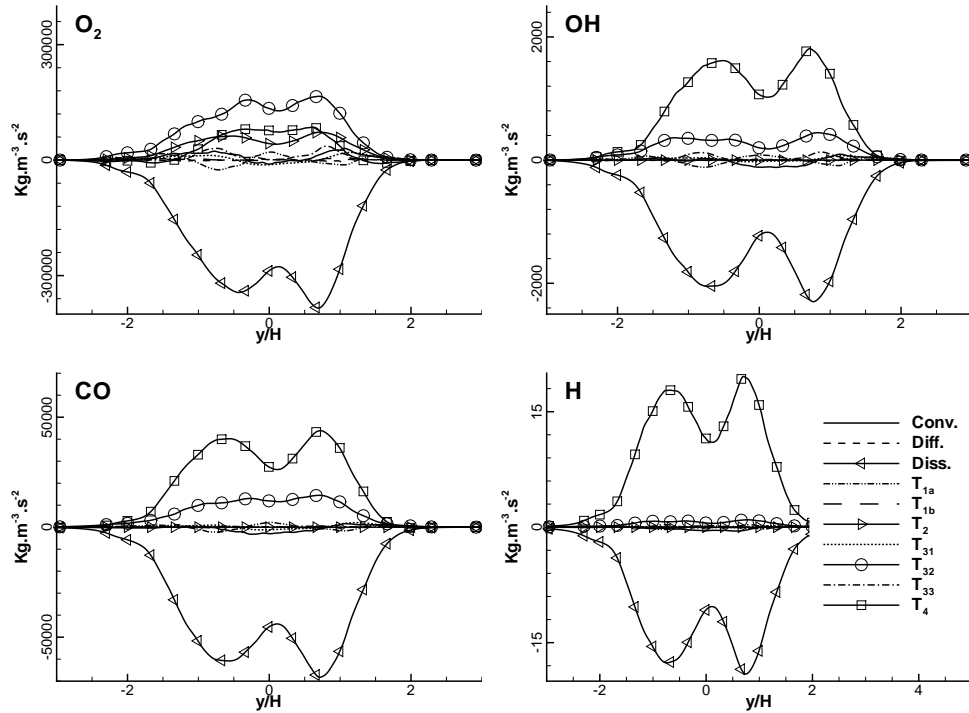 O₂
Kg.m⁻³.s⁻²
300000
0
-300000
-2
0
2
y/H
OH
Kg.m⁻³.s⁻²
2000
0
-2000
-2
0
2
y/H
CO
Kg.m⁻³.s⁻²
50000
0
-50000
-2
0
2
y/H
H
Kg.m⁻³.s⁻²
15
0
-15
-2
0
2
4
y/H
Conv.
Diff.
Diss.
T₁ₐ
T₁b
T₂
T₃₁
T₃₂
T₃₃
T₄